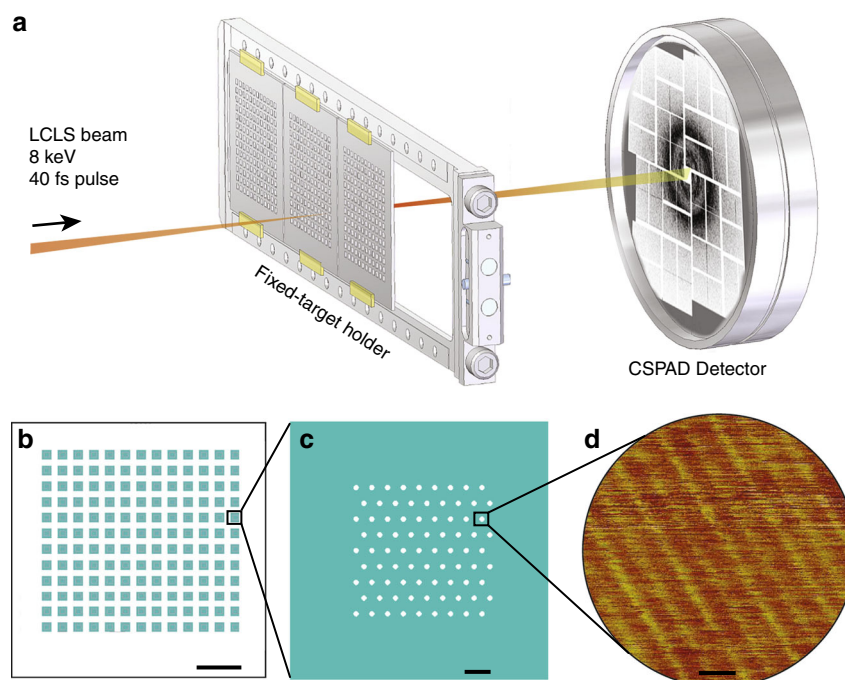 a
LCLS beam
8 keV
40 fs pulse
Fixed-target holder
CSPAD Detector
b
c
d